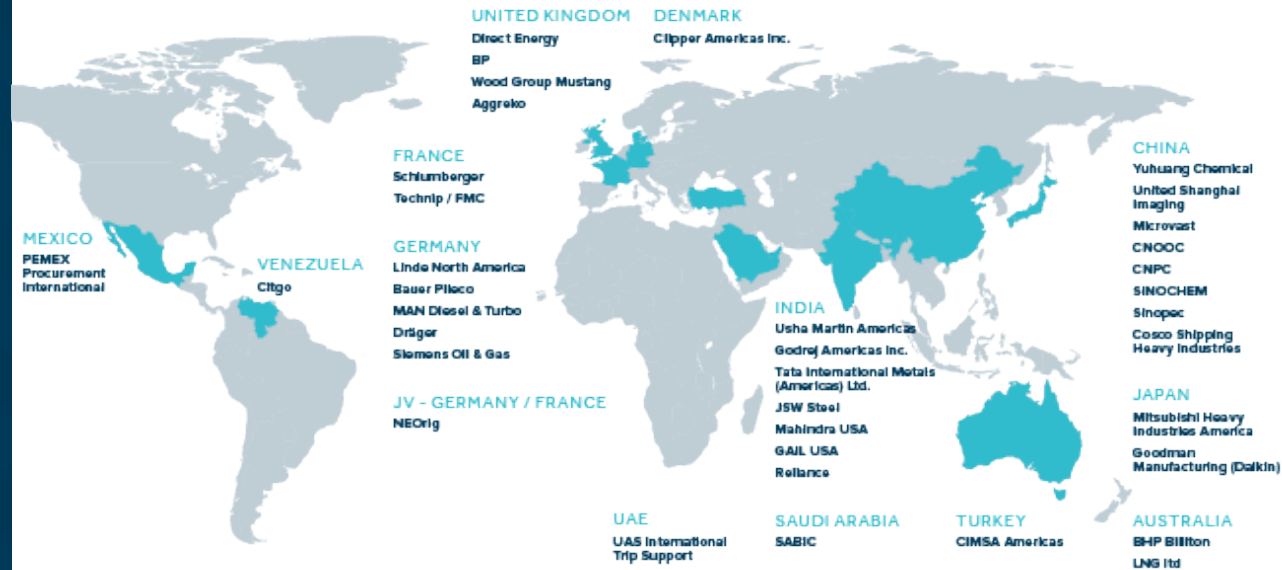 UNITED KINGDOM
Direct Energy
BP
Wood Group Mustang
Aggreko
DENMARK
Clipper Americas Inc.
FRANCE
Schlumberger
Technip / FMC
MEXICO
PEMEX
Procurement
International
VENEZUELA
Citgo
GERMANY
Linde North America
Bauer Pileco
MAN Diesel & Turbo
Dräger
Siemens Oil & Gas
JV - GERMANY / FRANCE
NEOrig
INDIA
Usha Martin Americas
Godrej Americas Inc.
Tata International Metals
(Americas) Ltd.
JSW Steel
Mahindra USA
GAIL USA
Reliance
CHINA
Yuhuang Chemical
United Shanghai
Imaging
Microvast
CNOOC
CNPC
SINOCHEM
Sinopec
Cosco Shipping
Heavy Industries
JAPAN
Mitsubishi Heavy
Industries America
Goodman
Manufacturing (Daikin)
UAE
UAS International
Trip Support
SAUDI ARABIA
SABIC
TURKEY
CIMSA Americas
AUSTRALIA
BHP Billiton
LNG ltd